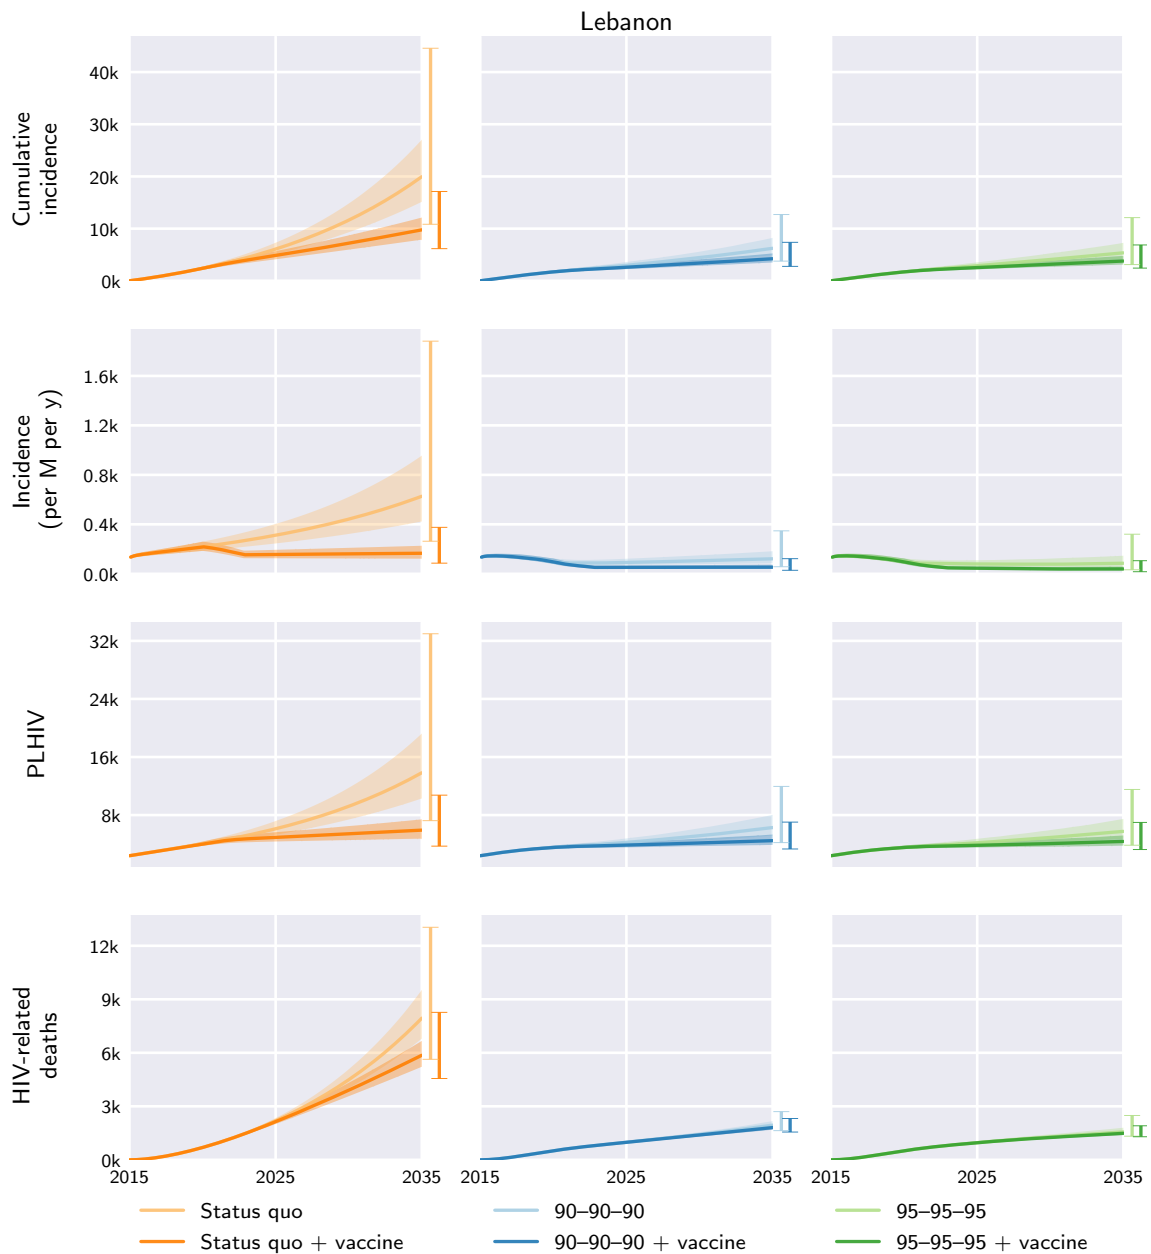 Lebanon
Cumulative
incidence
40k
30k
20k
10k
0k
Incidence
(per M per y)
1.6k
1.2k
0.8k
0.4k
0.0k
PLHIV
32k
24k
16k
8k
HIV-related
deaths
12k
9k
6k
3k
0k
2015 2025 2035 2015 2025 2035 2015 2025 2035
Status quo 90–90–90 95–95–95
Status quo + vaccine 90–90–90 + vaccine 95–95–95 + vaccine